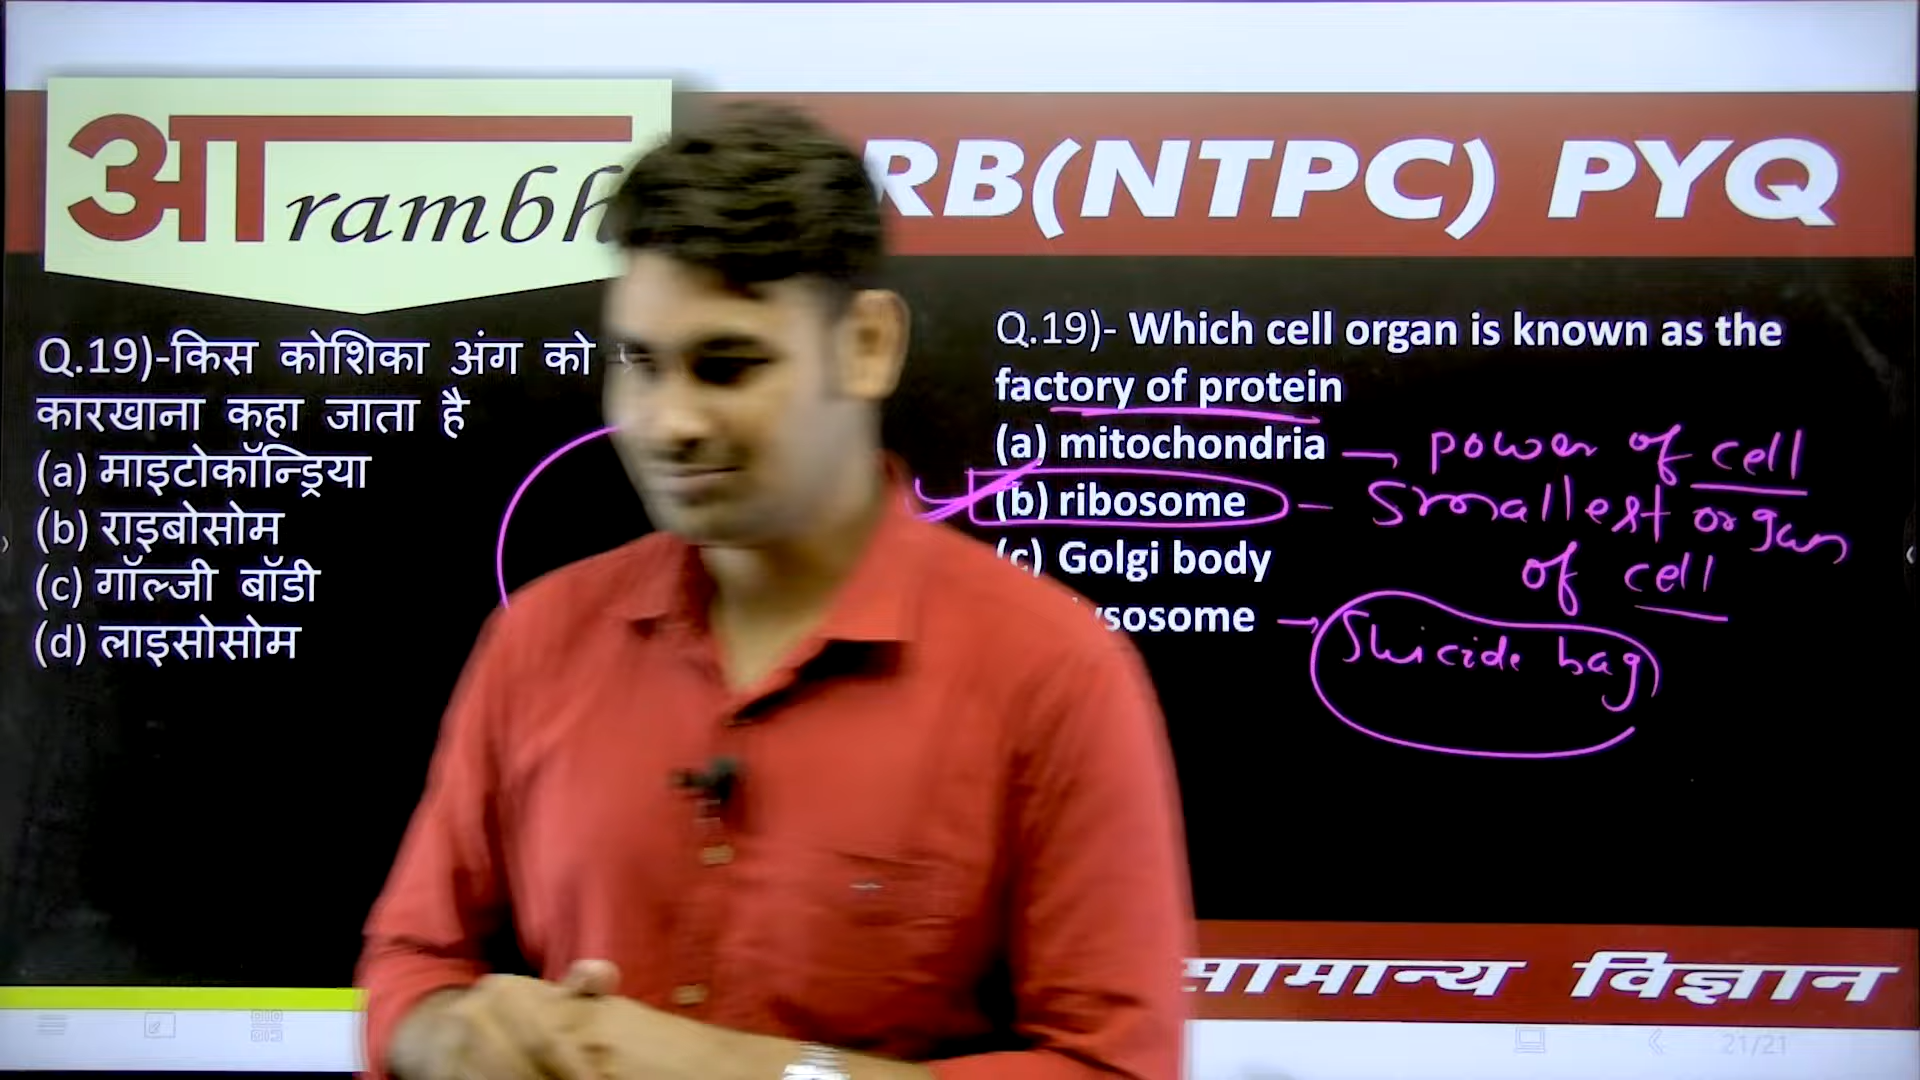 आrambh
RB(NTPC) PYQ
Q.19)-किस कोशिका अंग को
कारखाना कहा जाता है
(a) माइटोकॉन्ड्रिया
(b) राइबोसोम
(c) गॉल्जी बॉडी
(d) लाइसोसोम
Q.19)- Which cell organ is known as the
factory of protein
(a) mitochondria → power of cell
(b) ribosome – smallest organ
of cell
(c) Golgi body
ysosome → Suicide bag
सामान्य विज्ञान
21/21